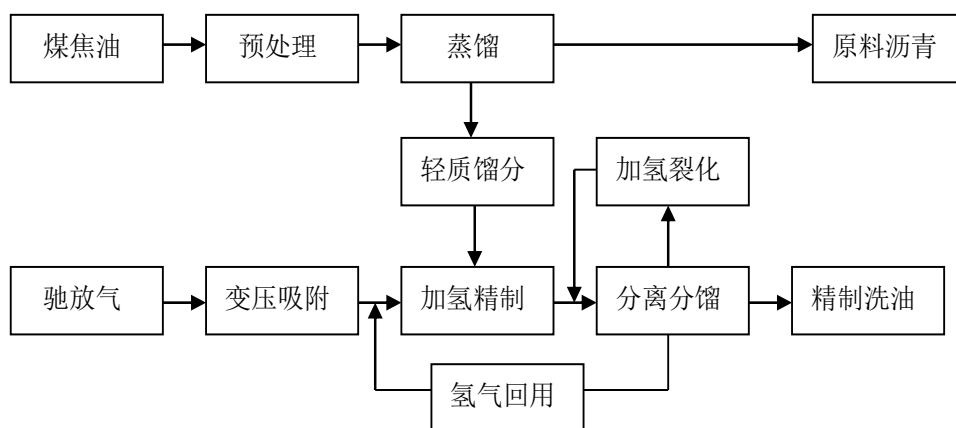 煤焦油
预处理
蒸馏
原料沥青
轻质馏分
加氢裂化
驰放气
变压吸附
加氢精制
分离分馏
精制洗油
氢气回用